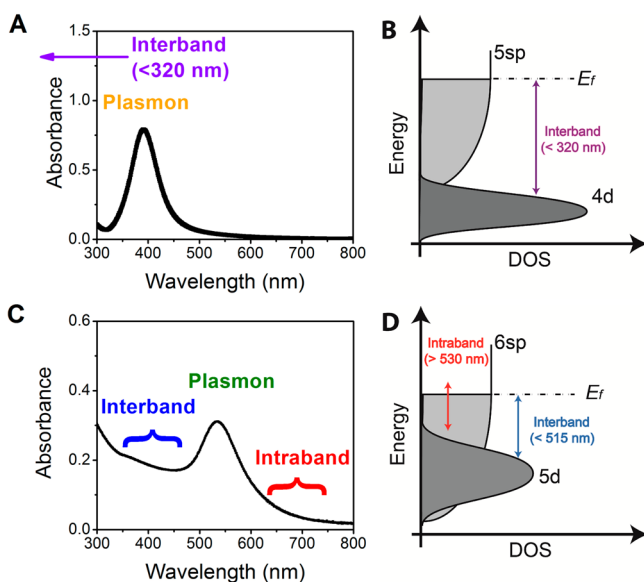 A
Interband
(<320 nm)
Plasmon
Absorbance
1.5
1.0
0.5
0.0
300 400 500 600 700 800
Wavelength (nm)
B
5sp
Ef
Interband
(< 320 nm)
4d
Energy
DOS
C
Interband
Plasmon
Intraband
Absorbance
0.6
0.4
0.2
0.0
300 400 500 600 700 800
Wavelength (nm)
D
6sp
Intraband
(> 530 nm)
Ef
Interband
(< 515 nm)
5d
Energy
DOS